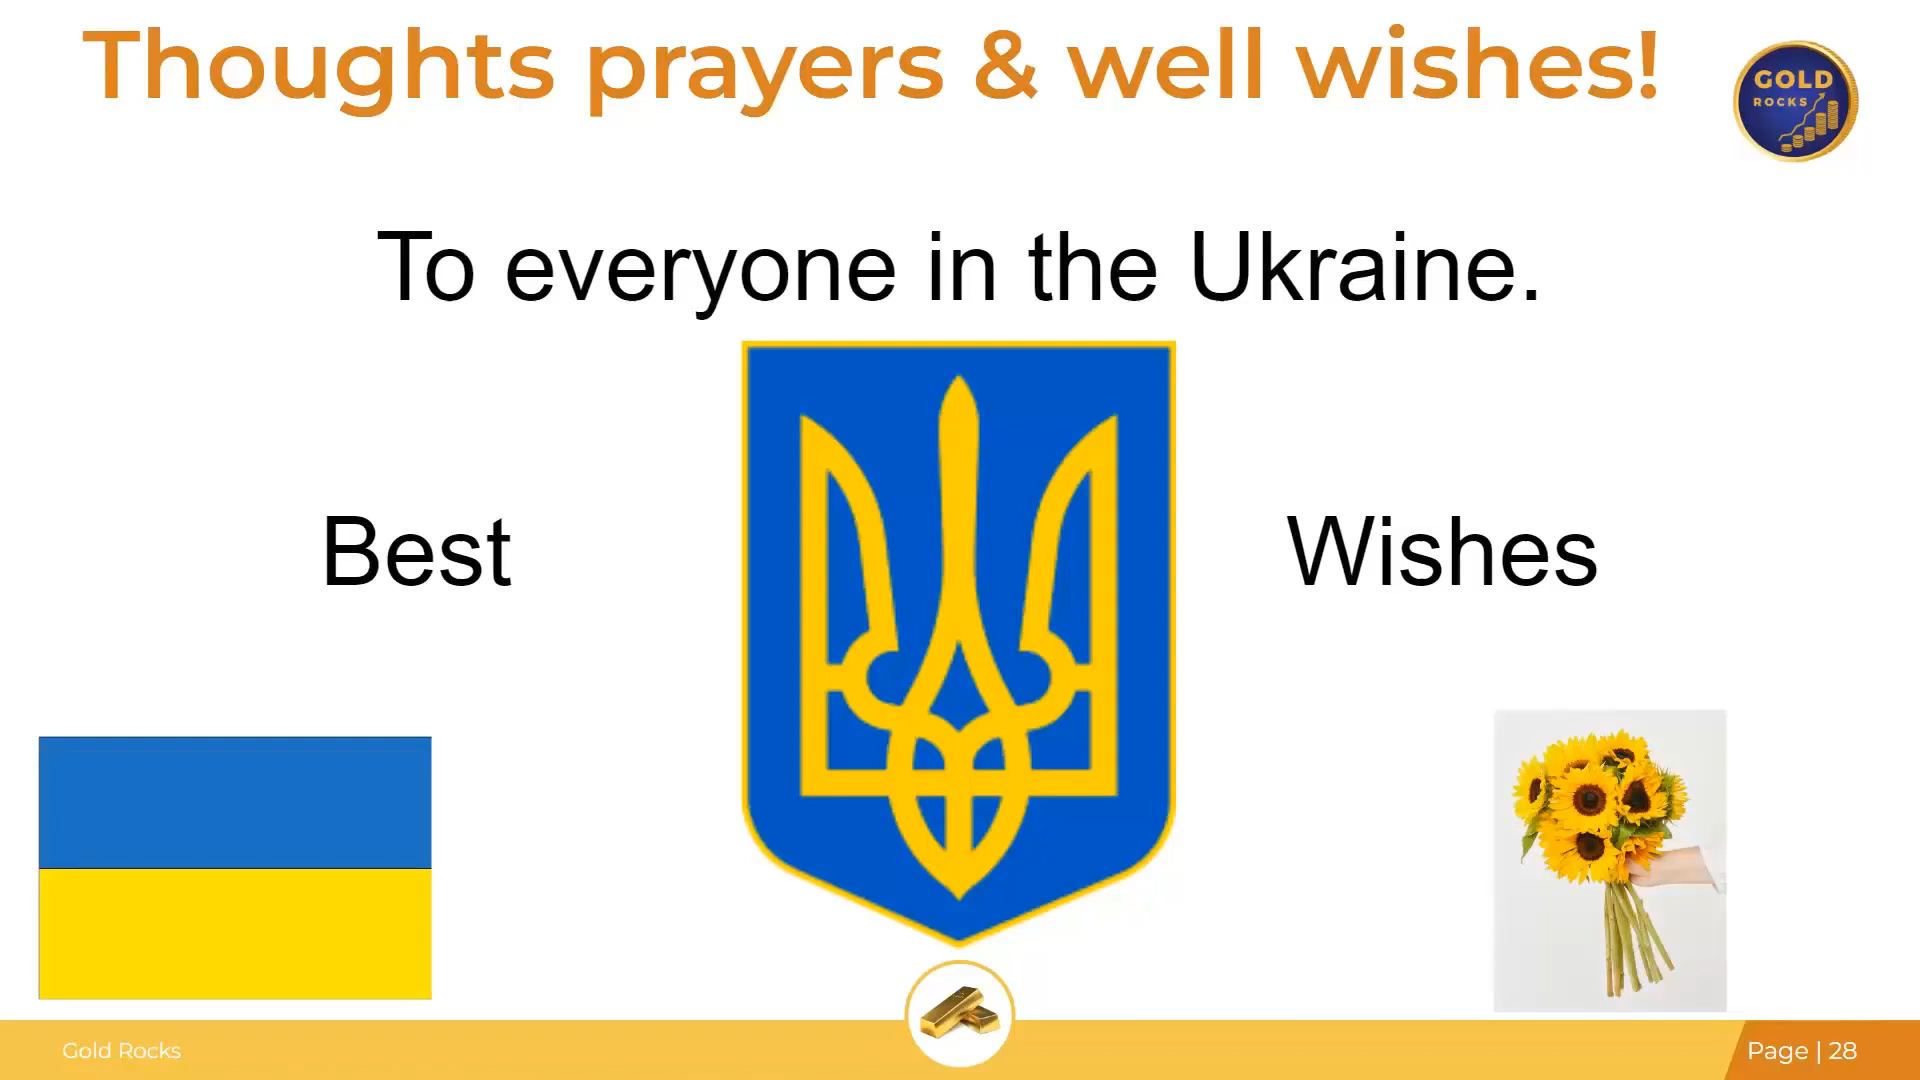 Thoughts prayers & well wishes!
GOLD
ROCKS
To everyone in the Ukraine.
Best
Wishes
Gold Rocks
Page | 28